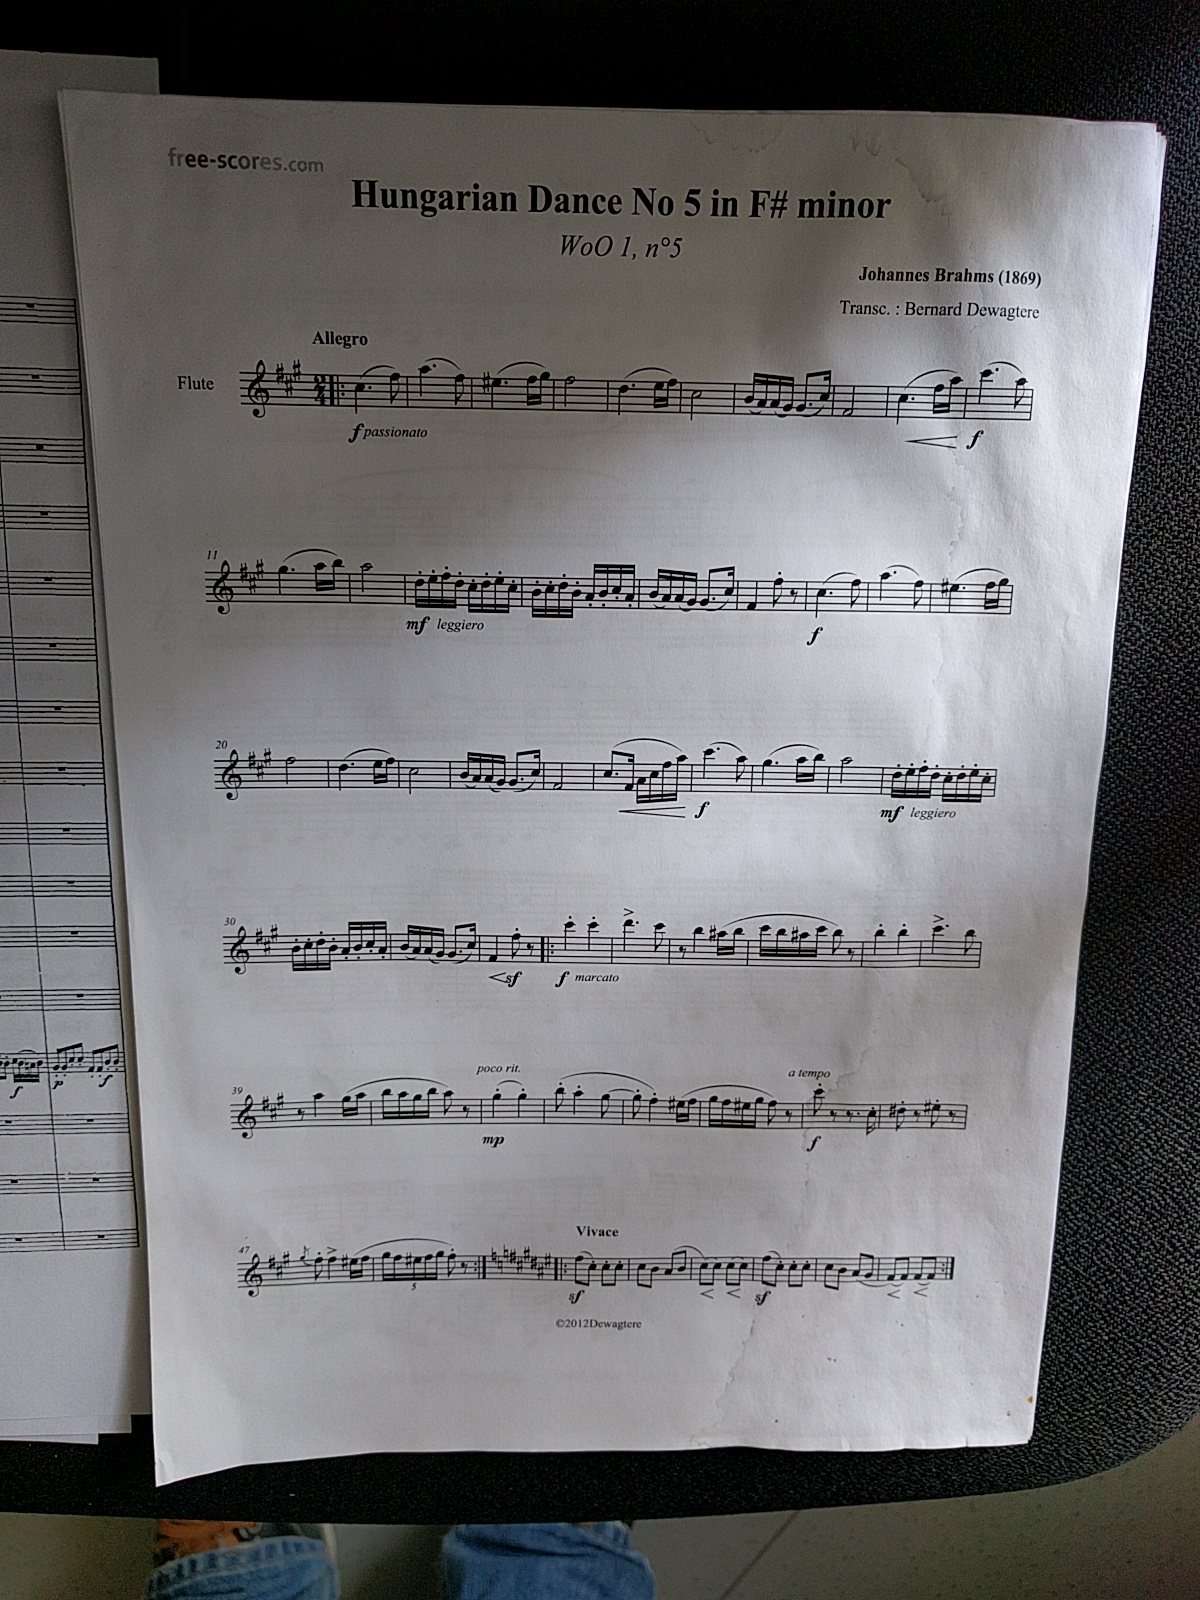 free-scores.com
Hungarian Dance No 5 in F# minor
WoO 1, n°5
Johannes Brahms (1869)
Transc. : Bernard Dewagtere
Allegro
Flute
f passionato
f
11
mf leggiero
f
20
f
mf leggiero
30
sf
f marcato
39
poco rit.
a tempo
mp
f
47
Vivace
5
sf
sf
©2012Dewagtere
f
p
f